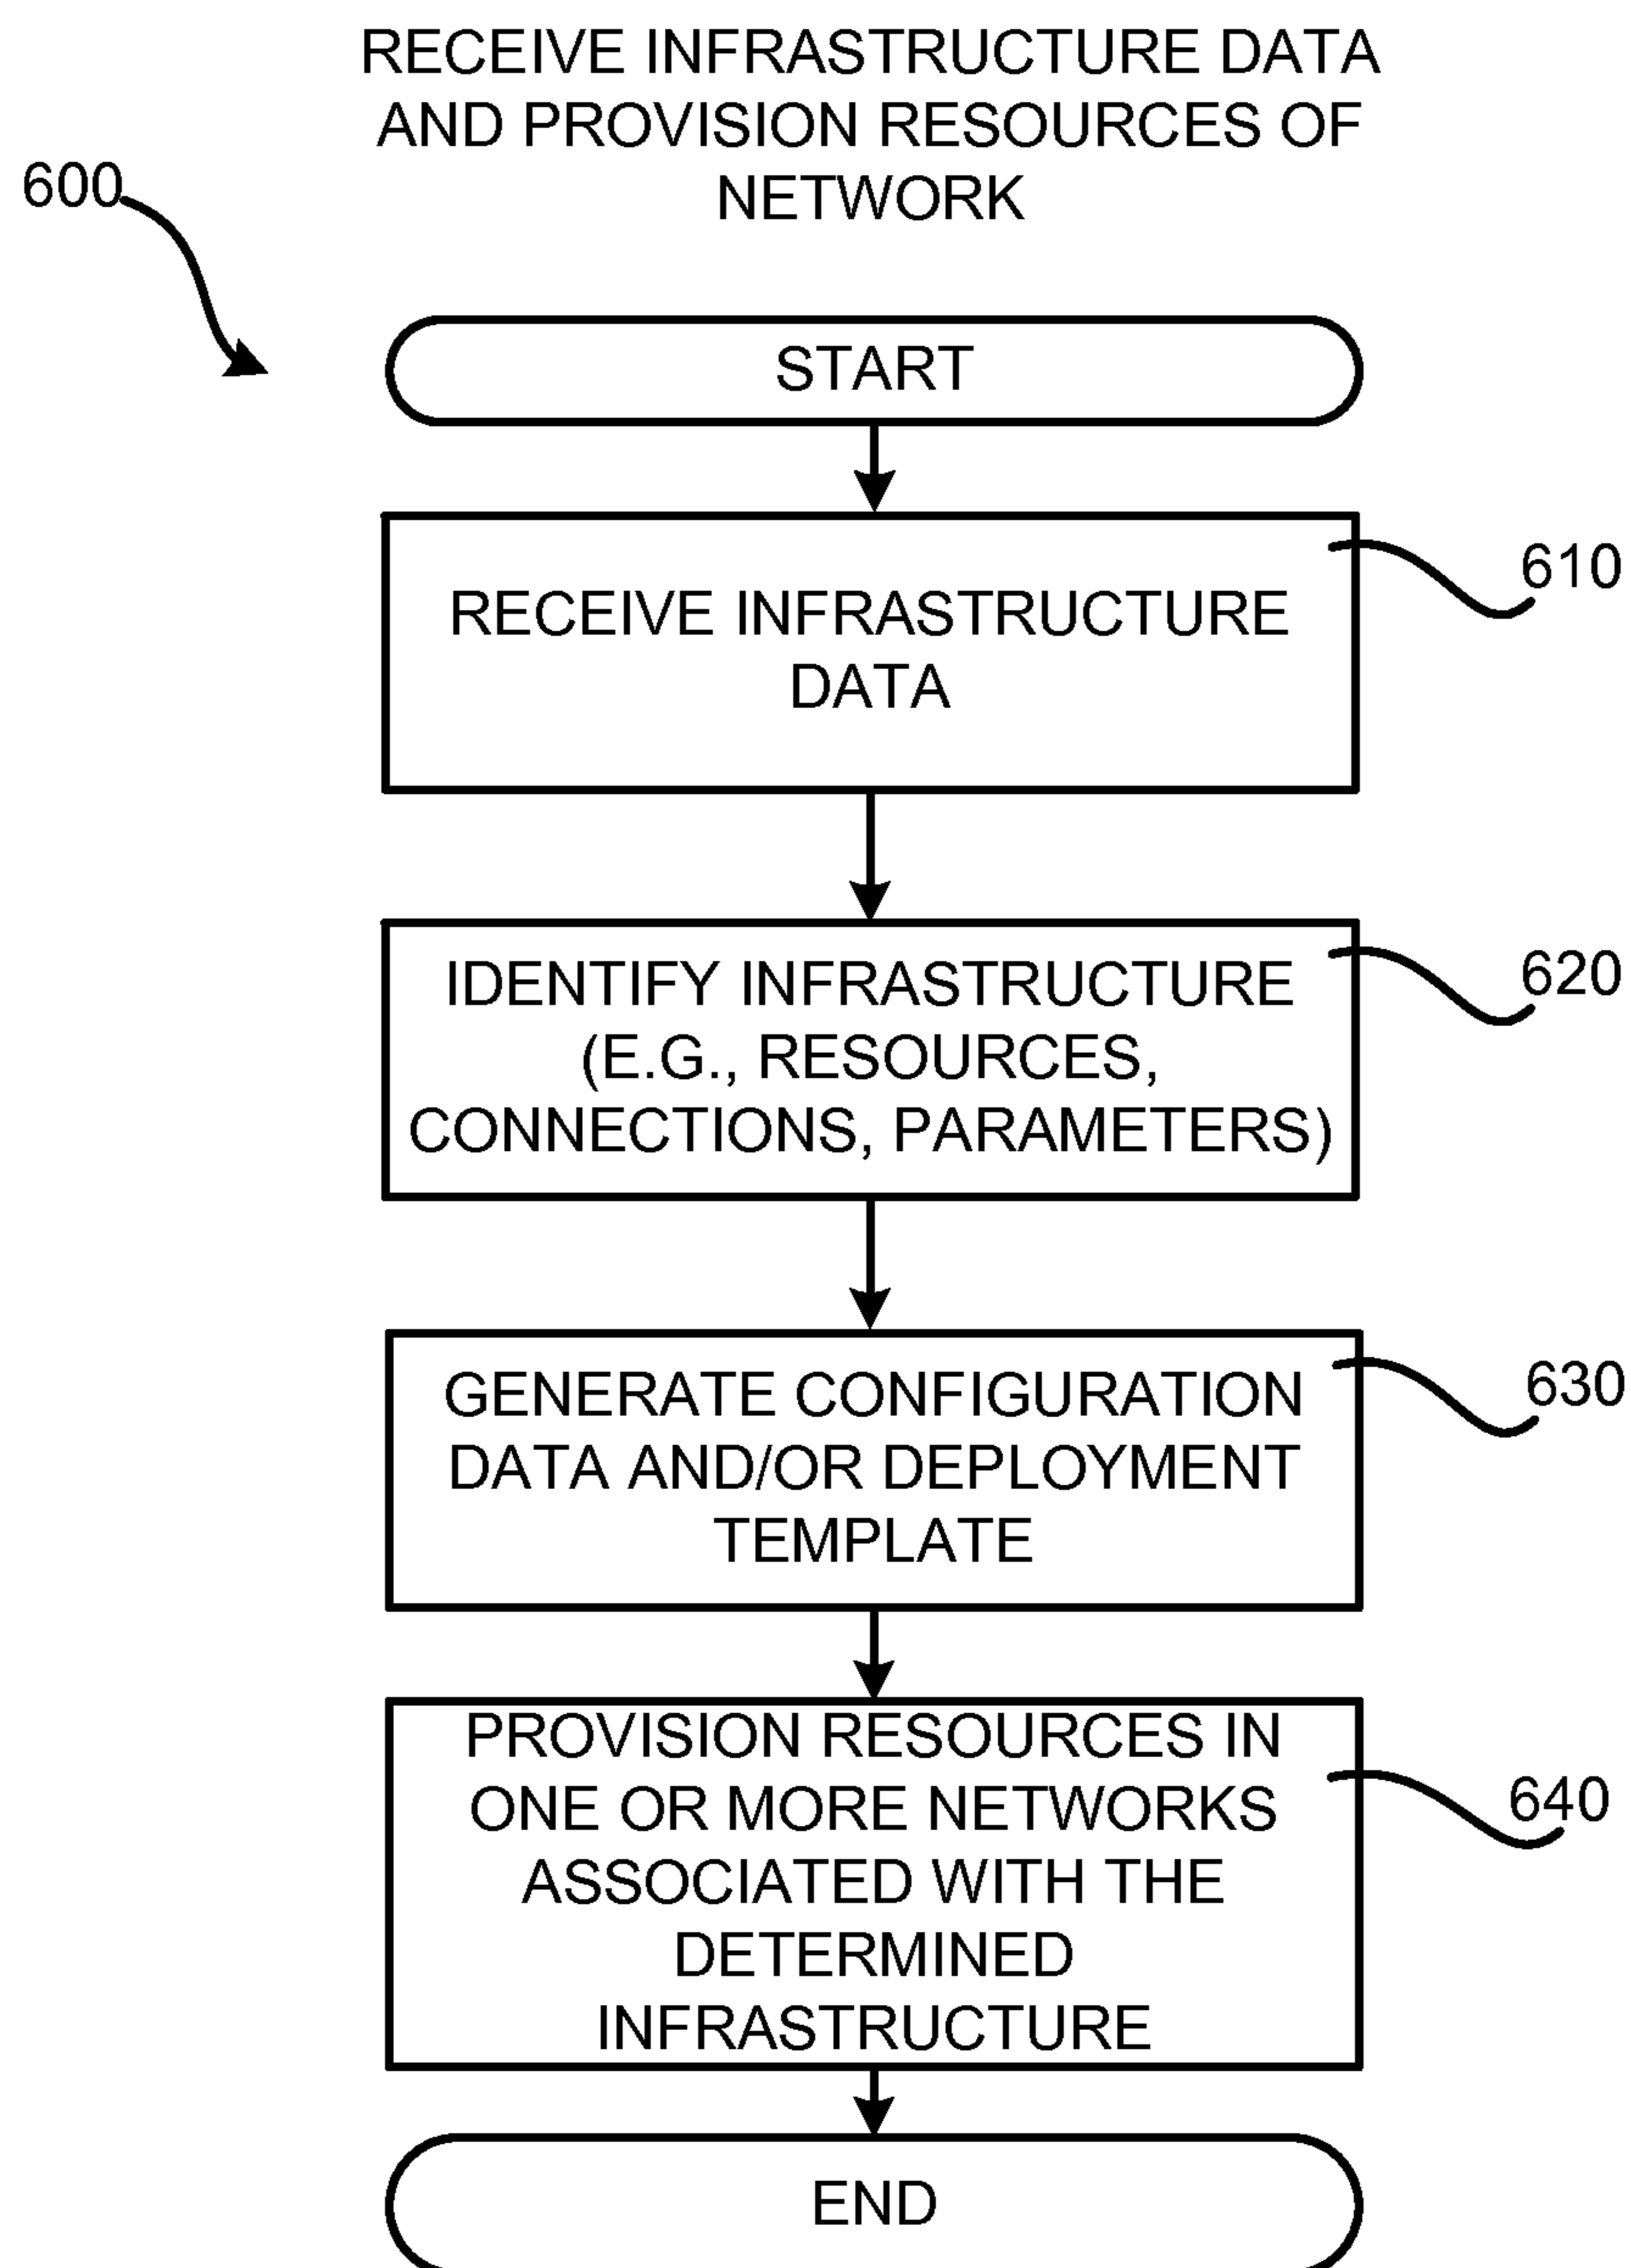 RECEIVE INFRASTRUCTURE DATA
AND PROVISION RESOURCES OF
NETWORK
600
START
610
RECEIVE INFRASTRUCTURE
DATA
620
IDENTIFY INFRASTRUCTURE
(E.G., RESOURCES,
CONNECTIONS, PARAMETERS)
630
GENERATE CONFIGURATION
DATA AND/OR DEPLOYMENT
TEMPLATE
640
PROVISION RESOURCES IN
ONE OR MORE NETWORKS
ASSOCIATED WITH THE
DETERMINED
INFRASTRUCTURE
END